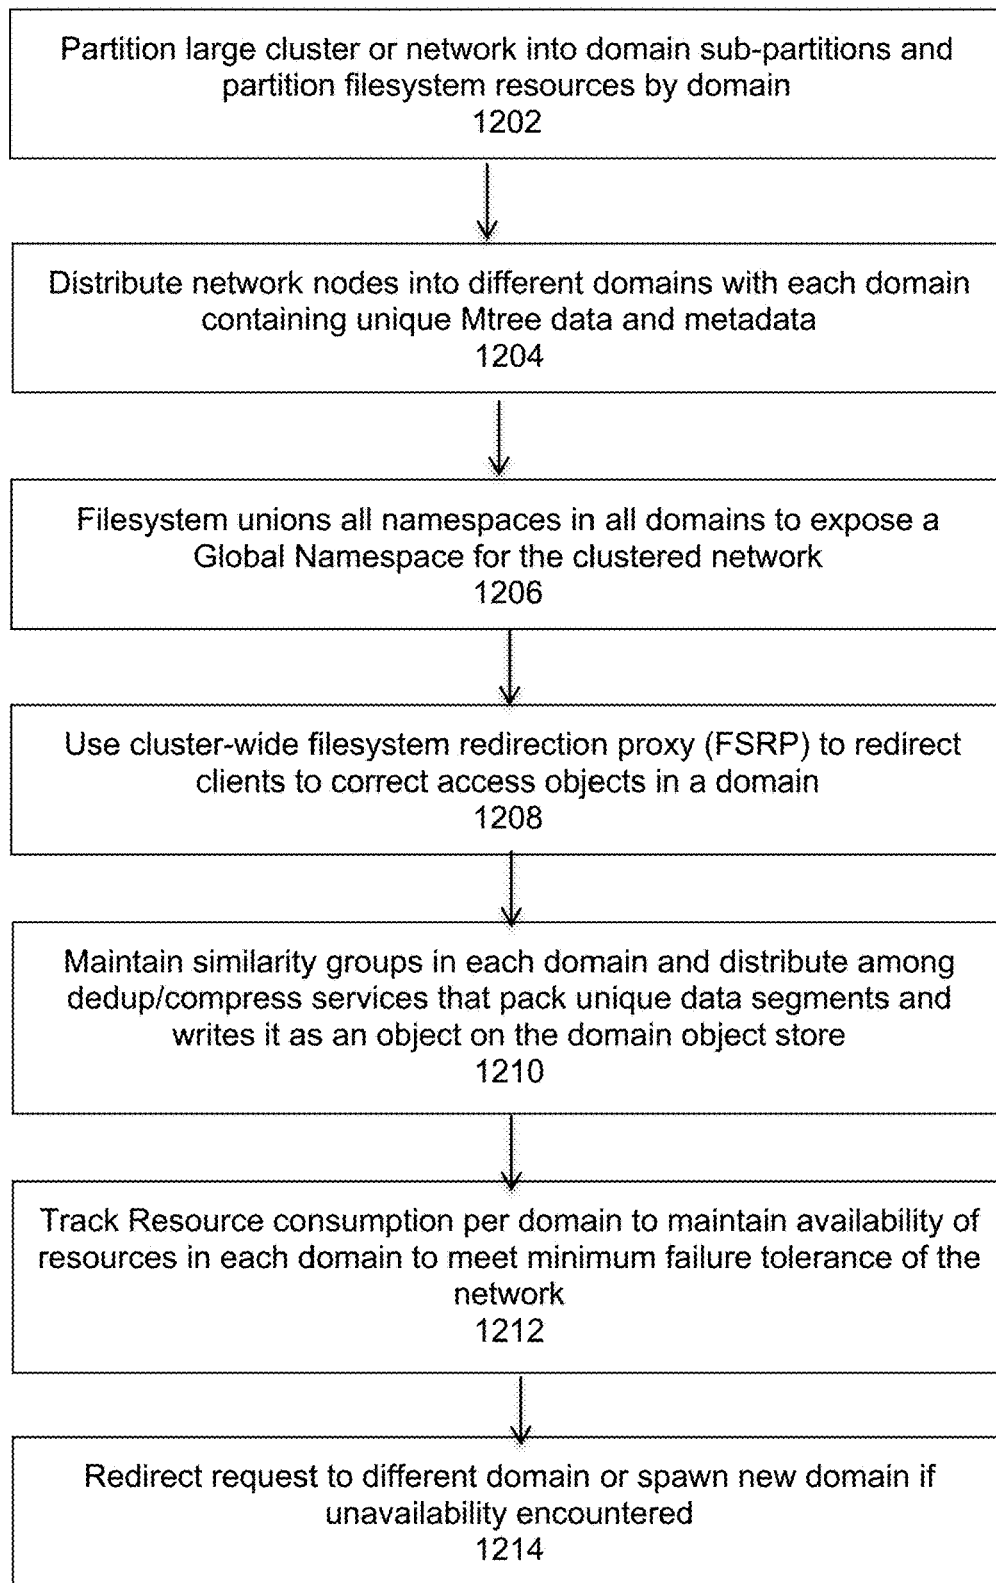 Partition large cluster or network into domain sub-partitions and
partition filesystem resources by domain
1202
Distribute network nodes into different domains with each domain
containing unique Mtree data and metadata
1204
Filesystem unions all namespaces in all domains to expose a
Global Namespace for the clustered network
1206
Use cluster-wide filesystem redirection proxy (FSRP) to redirect
clients to correct access objects in a domain
1208
Maintain similarity groups in each domain and distribute among
dedup/compress services that pack unique data segments and
writes it as an object on the domain object store
1210
Track Resource consumption per domain to maintain availability of
resources in each domain to meet minimum failure tolerance of the
network
1212
Redirect request to different domain or spawn new domain if
unavailability encountered
1214